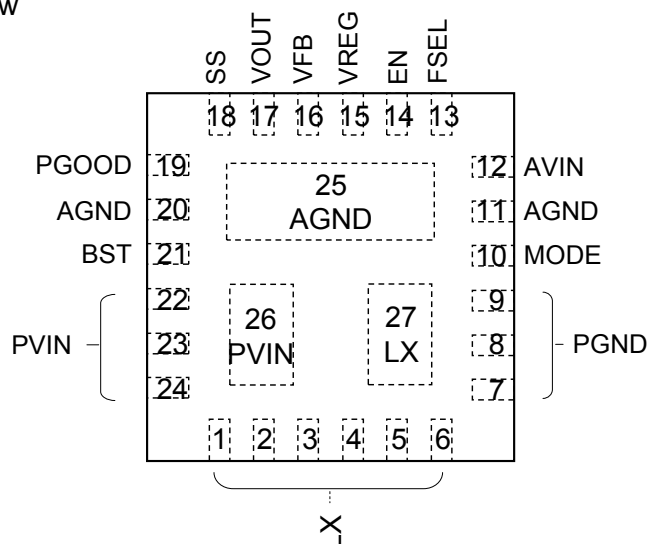 w
SS
VOUT
VFB
VREG
EN
FSEL
18
17
16
15
14
13
PGOOD
19
25
AGND
12
AVIN
AGND
20
11
AGND
BST
21
10
MODE
22
9
PVIN
23
26
PVIN
27
LX
8
PGND
24
7
1
2
3
4
5
6
LX